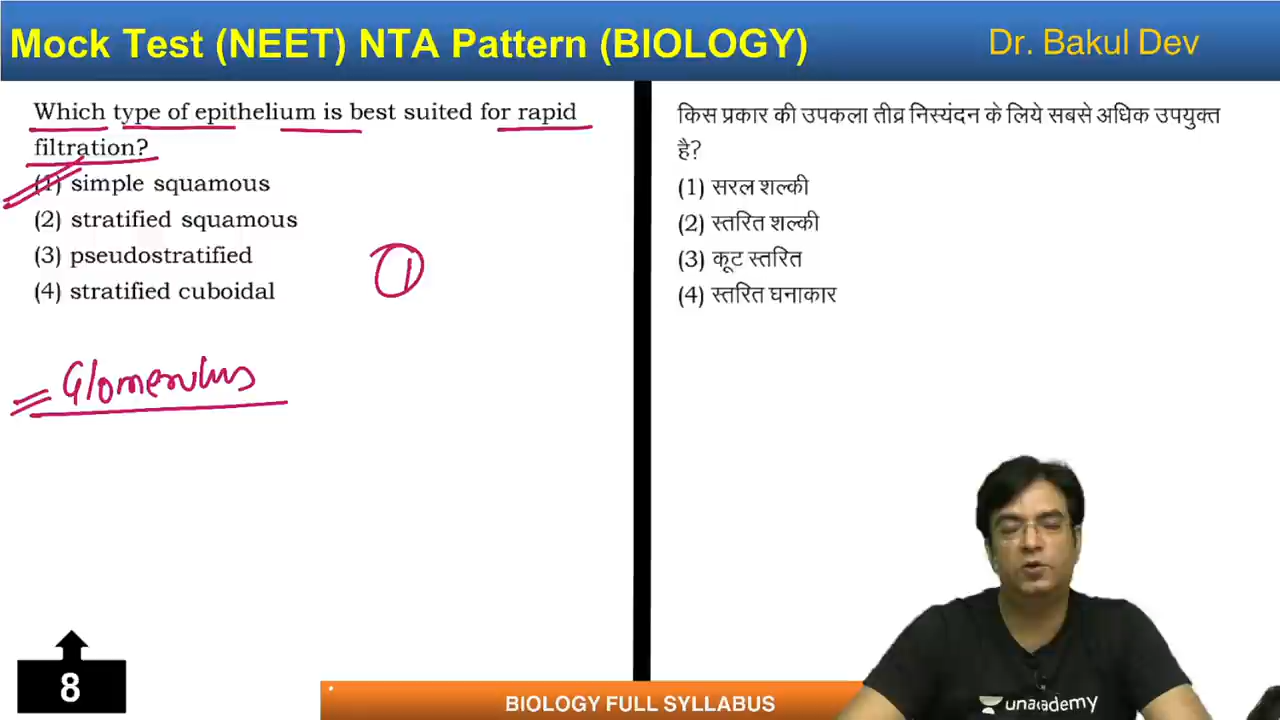 Mock Test (NEET) NTA Pattern (BIOLOGY)
Dr. Bakul Dev
Which type of epithelium is best suited for rapid
filtration?
(1) simple squamous
(2) stratified squamous
(3) pseudostratified
(4) stratified cuboidal
1
= Glomerulus
किस प्रकार की उपकला तीव्र निस्यंदन के लिये सबसे अधिक उपयुक्त
है?
(1) सरल शल्की
(2) स्तरित शल्की
(3) कूट स्तरित
(4) स्तरित घनाकार
8
BIOLOGY FULL SYLLABUS
unacademy